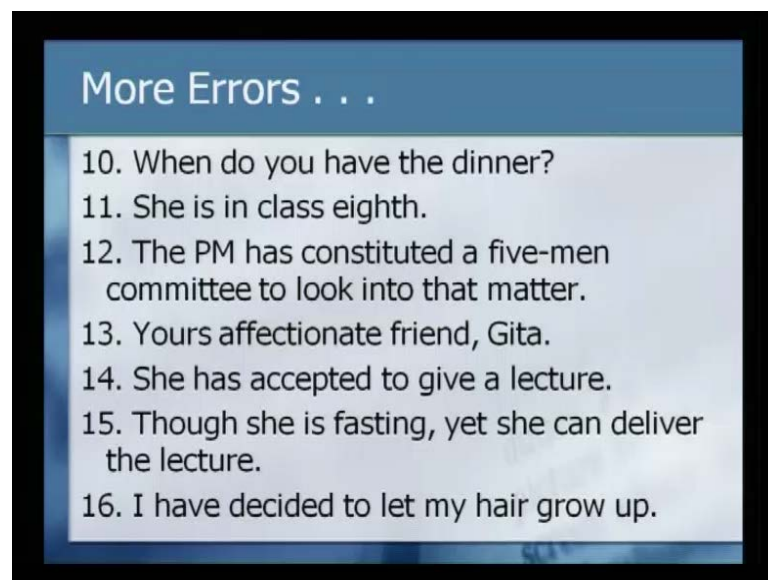 More Errors . . .
10. When do you have the dinner?
11. She is in class eighth.
12. The PM has constituted a five-men
committee to look into that matter.
13. Yours affectionate friend, Gita.
14. She has accepted to give a lecture.
15. Though she is fasting, yet she can deliver
the lecture.
16. I have decided to let my hair grow up.